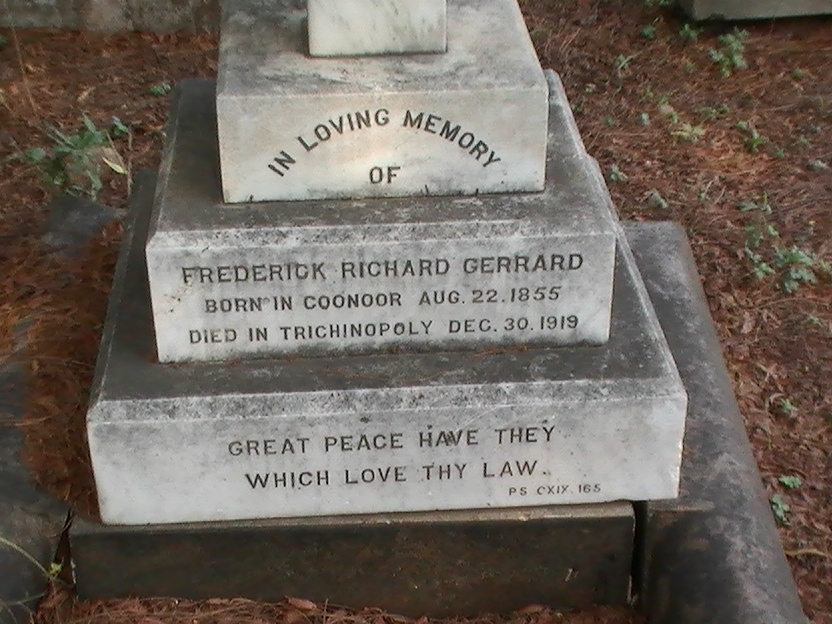 IN LOVING MEMORY
OF
FREDERICK RICHARD GERRARD
BORN IN COONOOR AUG. 22. 1855
DIED IN TRICHINOPOLY DEC. 30. 1919
GREAT PEACE HAVE THEY
WHICH LOVE THY LAW.
PS CXIX. 165